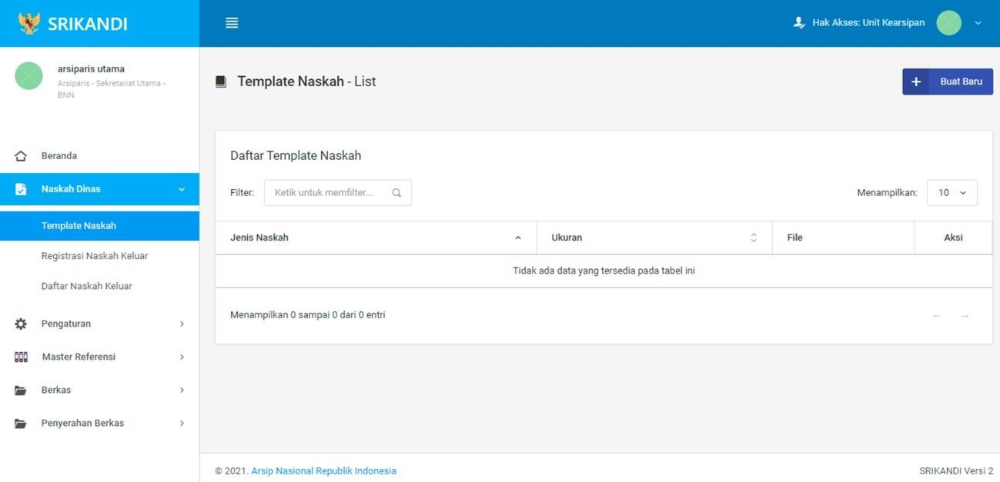 SRIKANDI
Hak Akses: Unit Kearsipan
arsiparis utama
Arsiparis - Sekretariat Utama -
BNN
Beranda
Naskah Dinas
Template Naskah
Registrasi Naskah Keluar
Daftar Naskah Keluar
Pengaturan
Master Referensi
Berkas
Penyerahan Berkas
Template Naskah - List
+ Buat Baru
Daftar Template Naskah
Filter: Ketik untuk memfilter... Menampilkan: 10
Jenis Naskah Ukuran File Aksi
Tidak ada data yang tersedia pada tabel ini
Menampilkan 0 sampai 0 dari 0 entri ← →
© 2021. Arsip Nasional Republik Indonesia SRIKANDI Versi 2